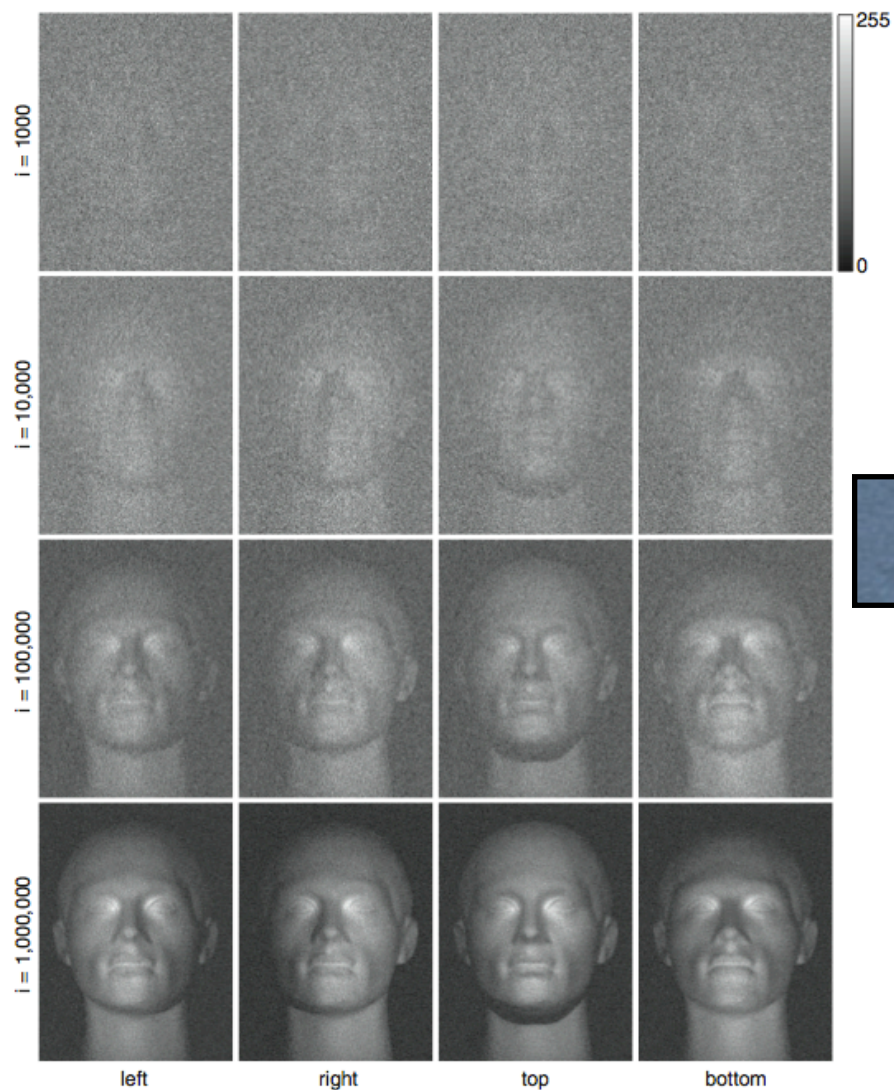 255
i = 1000
0
i = 10,000
i = 100,000
i = 1,000,000
left right top bottom